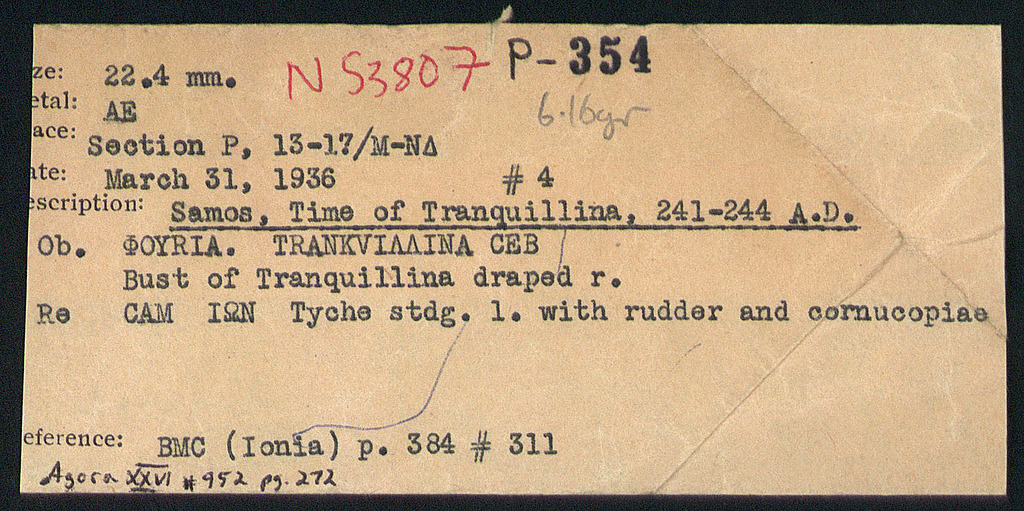 N 53807 P-354
ze: 22.4 mm.
6.16gr
etal: AE
ace: Section P, 13-17/M-NΔ
ate: March 31, 1936 # 4
escription: Samos, Time of Tranquillina, 241-244 A.D.
Ob. ΦΟΥRIA. TRANKVIΛΛINA CEB
Bust of Tranquillina draped r.
Re CAM IΩN Tyche stdg. l. with rudder and cornucopiae
eference: BMC (Ionia) p. 384 # 311
Agora XXVI #952 pg. 272